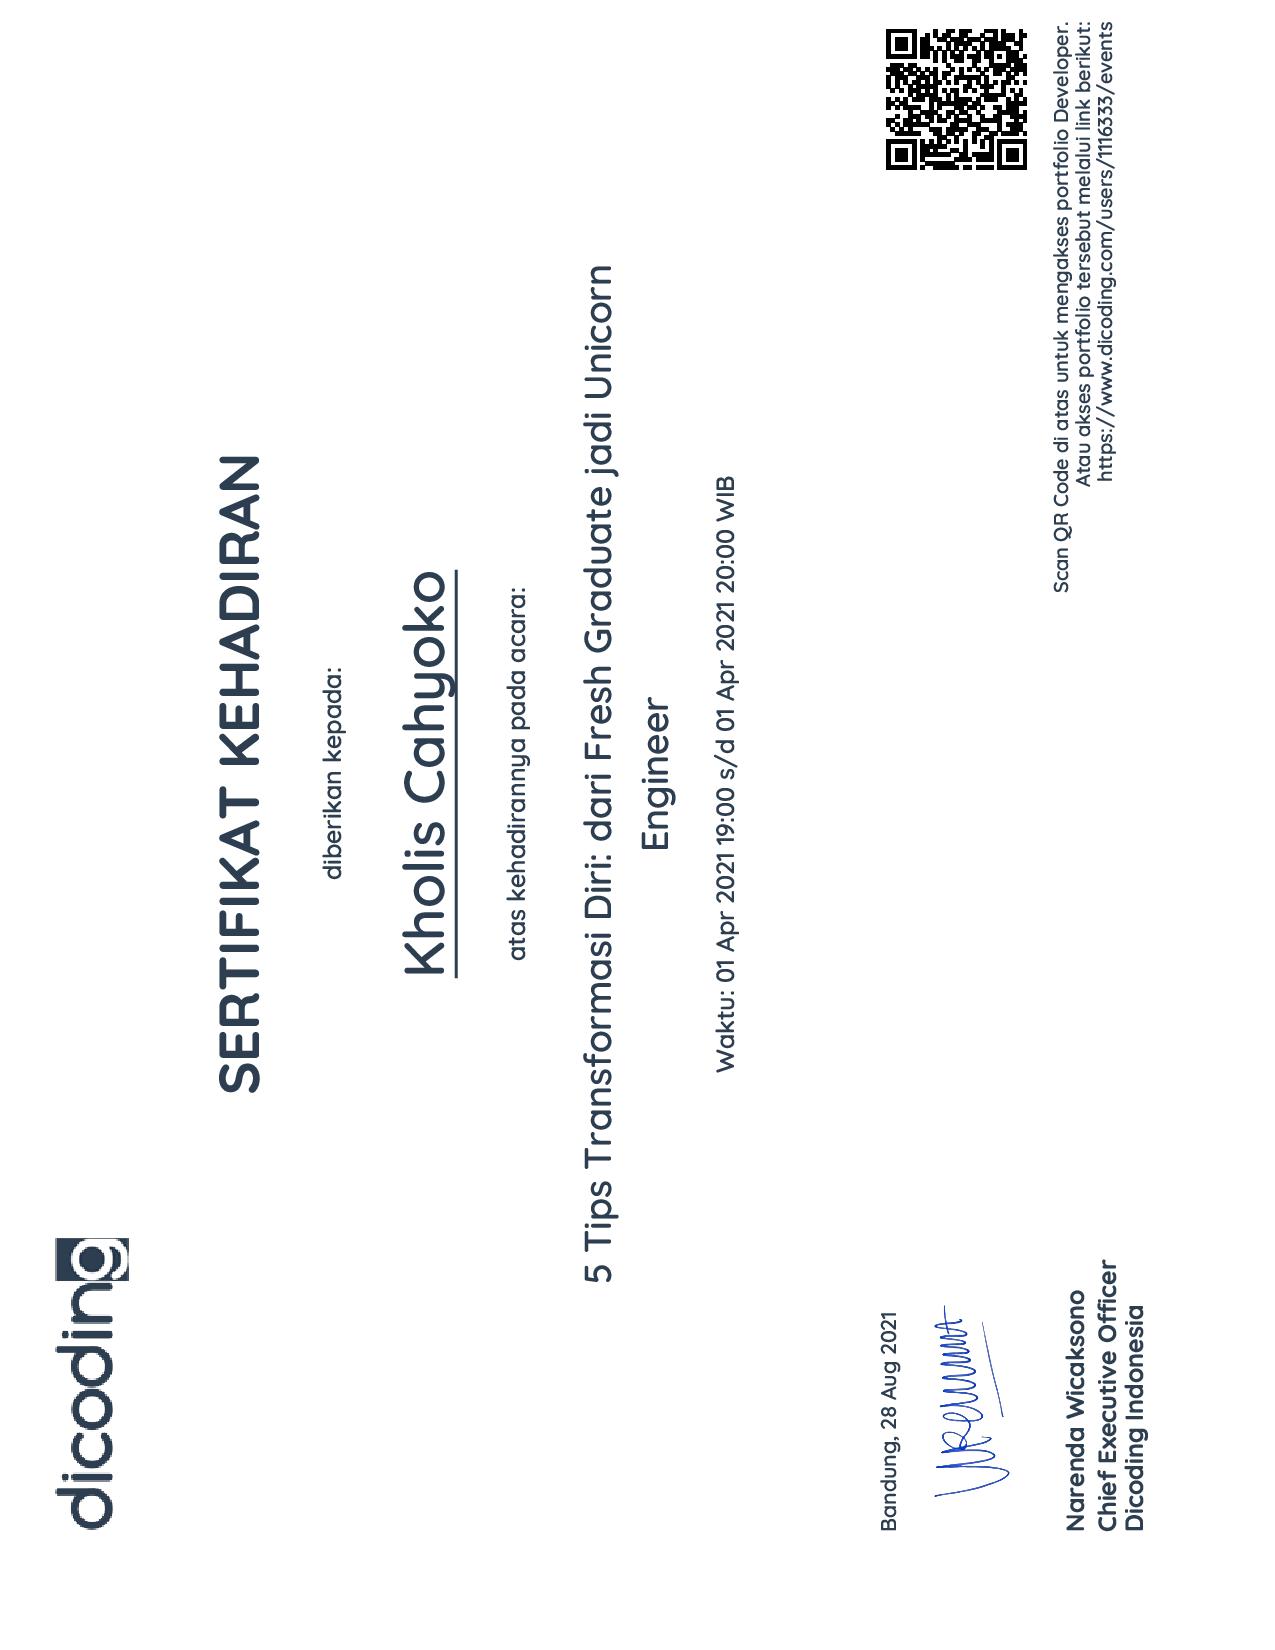 dicoding
SERTIFIKAT KEHADIRAN
diberikan kepada:
Kholis Cahyoko
atas kehadirannya pada acara:
5 Tips Transformasi Diri: dari Fresh Graduate jadi Unicorn
Engineer
Waktu: 01 Apr 2021 19:00 s/d 01 Apr 2021 20:00 WIB
Bandung, 28 Aug 2021
Narenda Wicaksono
Chief Executive Officer
Dicoding Indonesia
Scan QR Code di atas untuk mengakses portfolio Developer.
Atau akses portfolio tersebut melalui link berikut:
https://www.dicoding.com/users/1116333/events